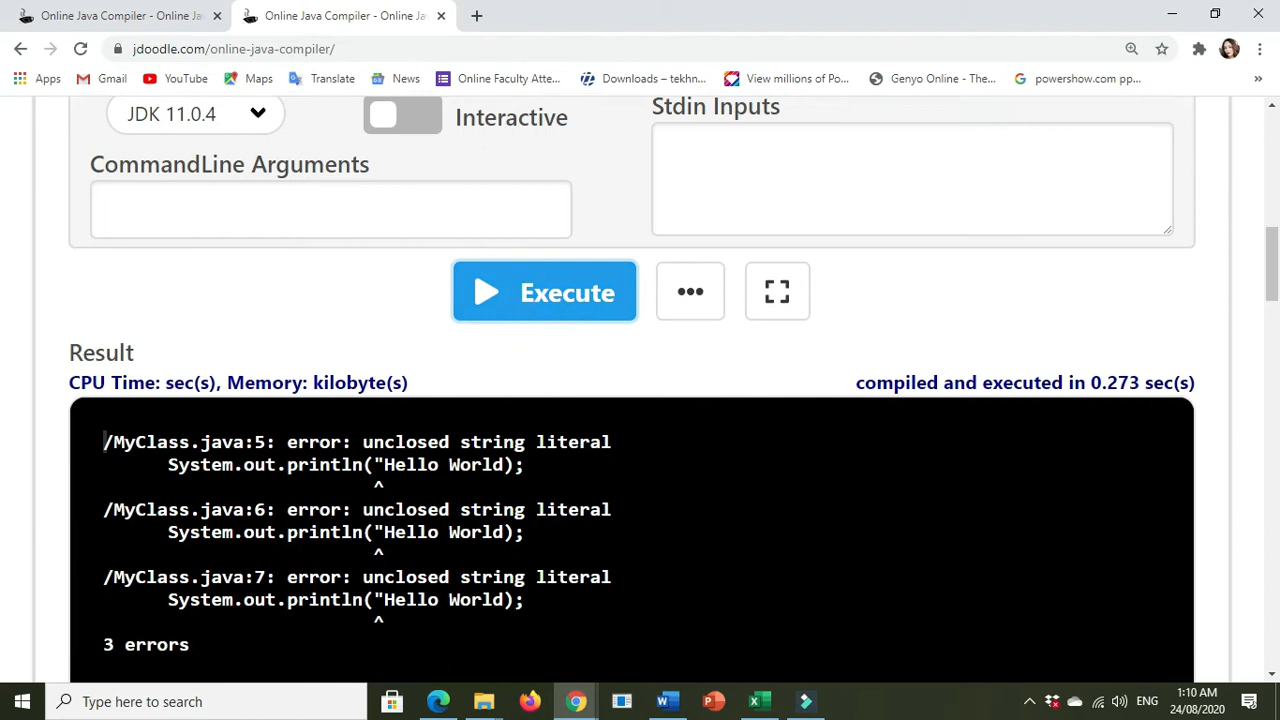 Online Java Compiler - Online Ja
Online Java Compiler - Online Ja
jdoodle.com/online-java-compiler/
Apps
Gmail
YouTube
Maps
Translate
News
Online Faculty Atte...
Downloads – tekhn...
View millions of Po...
Genyo Online - The...
powershow.com pp...
»
JDK 11.0.4
Interactive
Stdin Inputs
CommandLine Arguments
Execute
Result
CPU Time: sec(s), Memory: kilobyte(s)
compiled and executed in 0.273 sec(s)
/MyClass.java:5: error: unclosed string literal
System.out.println("Hello World);
^
/MyClass.java:6: error: unclosed string literal
System.out.println("Hello World);
^
/MyClass.java:7: error: unclosed string literal
System.out.println("Hello World);
^
3 errors
Type here to search
ENG
1:10 AM
24/08/2020